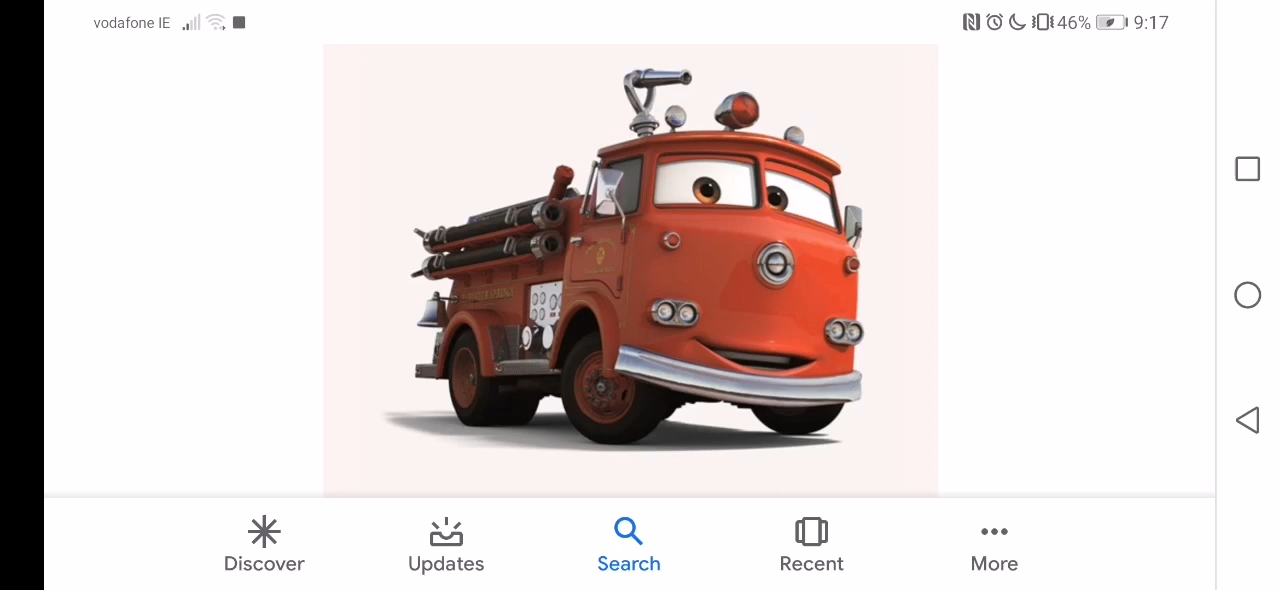 vodafone IE
46%
9:17
Discover
Updates
Search
Recent
More